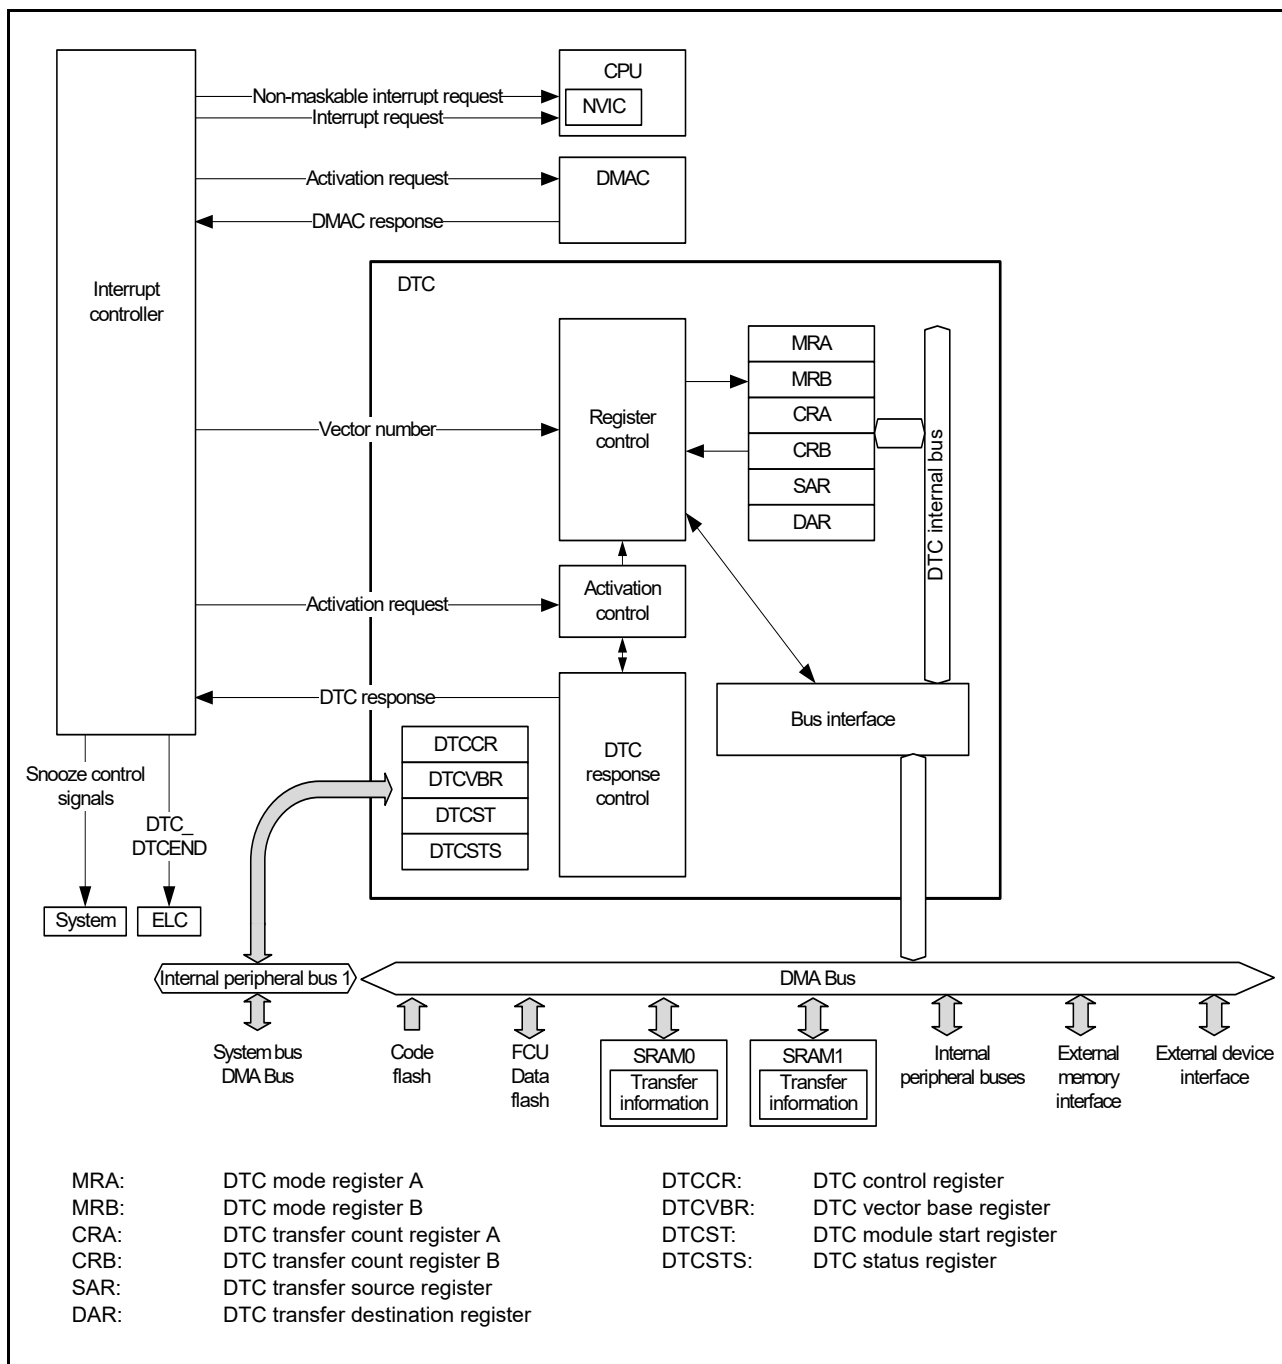 CPU
NVIC
Non-maskable interrupt request
Interrupt request
Activation request
DMAC
DMAC response
Interrupt
controller
DTC
MRA
MRB
CRA
CRB
SAR
DAR
Register
control
Vector number
DTC internal bus
Activation request
Activation
control
DTC response
Bus interface
DTC
response
control
DTCCR
DTCVBR
DTCST
DTCSTS
Snooze control
signals
DTC_
DTCEND
System
ELC
Internal peripheral bus 1
DMA Bus
System bus
DMA Bus
Code
flash
FCU
Data
flash
SRAM0
Transfer
information
SRAM1
Transfer
information
Internal
peripheral buses
External
memory
interface
External device
interface
MRA: DTC mode register A
MRB: DTC mode register B
CRA: DTC transfer count register A
CRB: DTC transfer count register B
SAR: DTC transfer source register
DAR: DTC transfer destination register
DTCCR: DTC control register
DTCVBR: DTC vector base register
DTCST: DTC module start register
DTCSTS: DTC status register